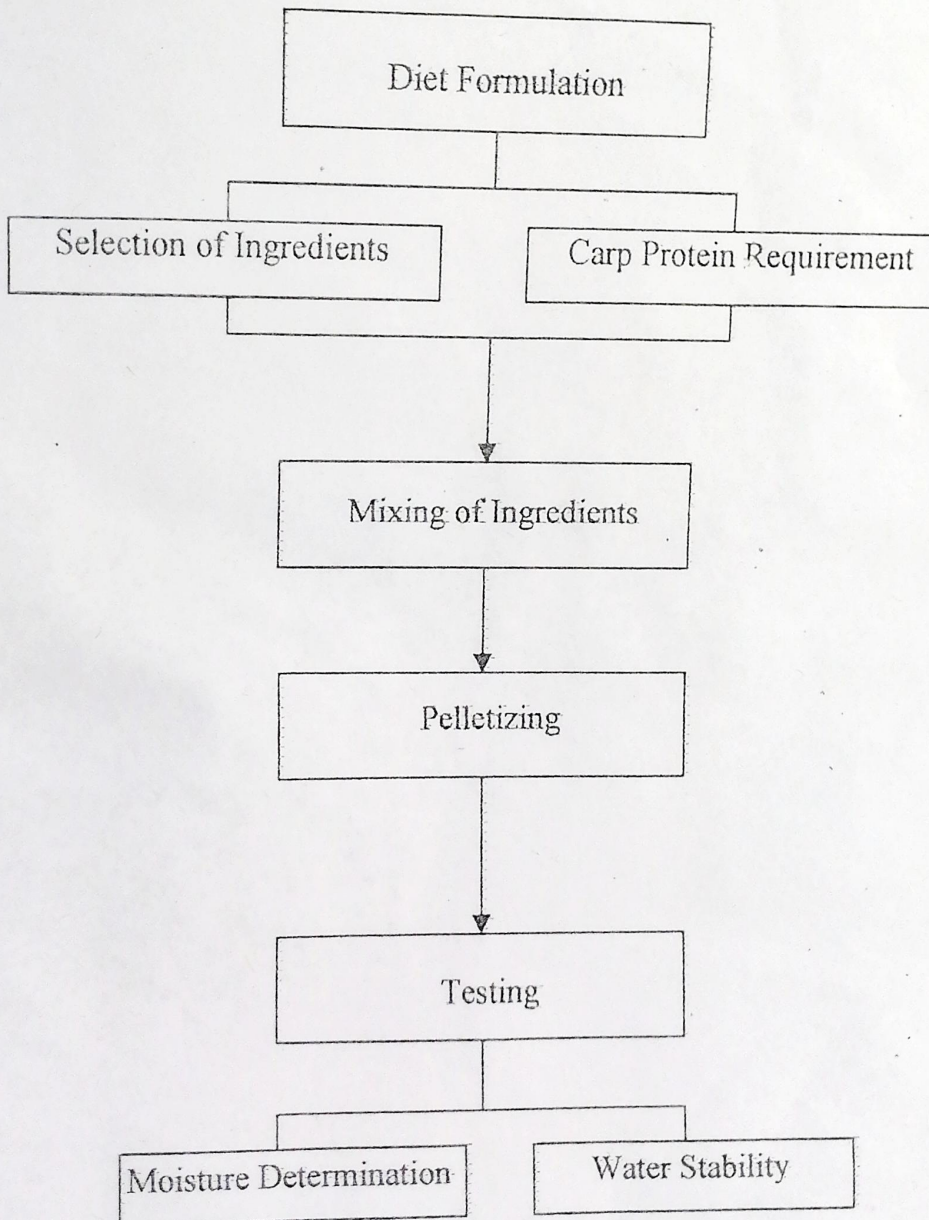 Diet Formulation
Selection of Ingredients
Carp Protein Requirement
Mixing of Ingredients
Pelletizing
Testing
Moisture Determination
Water Stability